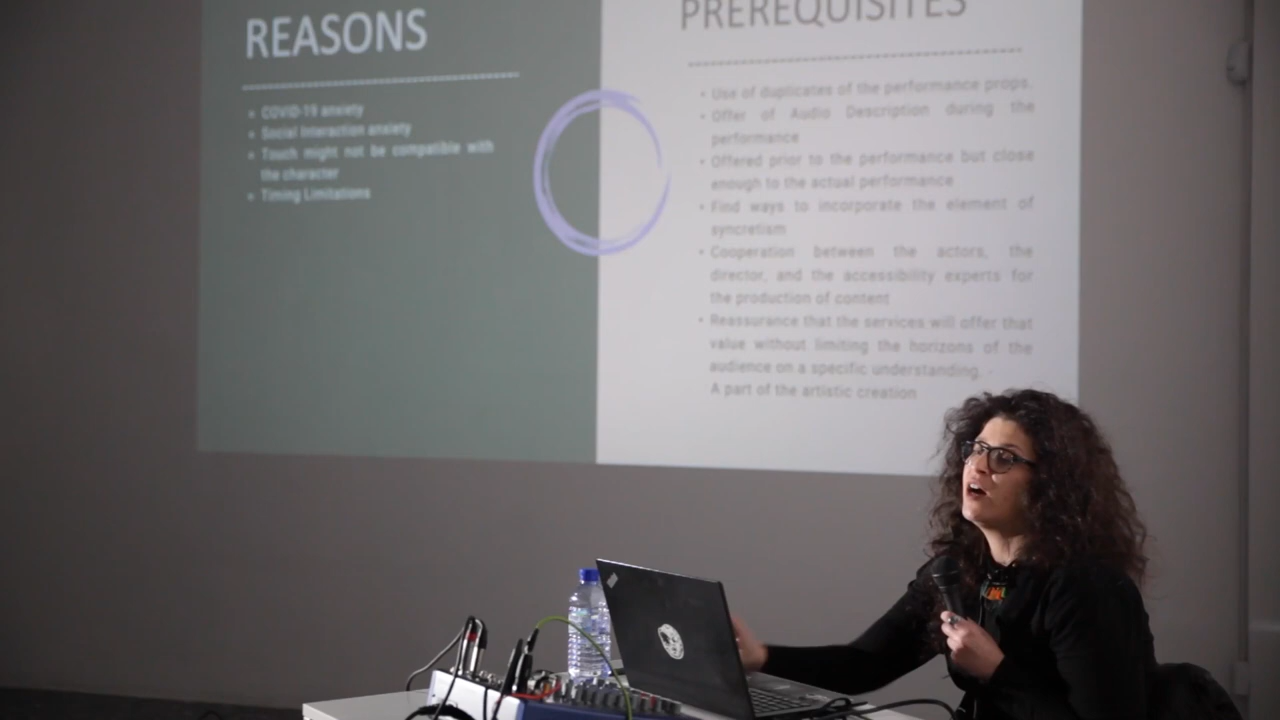 REASONS
• COVID-19 anxiety
• Social Interaction anxiety
• Touch might not be compatible with
the character
• Timing Limitations
PREREQUISITES
• Use of duplicates of the performance props.
• Offer of Audio Description during the
performance
• Offered prior to the performance but close
enough to the actual performance
• Find ways to incorporate the element of
syncretism
• Cooperation between the actors, the
director, and the accessibility experts for
the production of content
• Reassurance that the services will offer that
value without limiting the horizons of the
audience on a specific understanding.
A part of the artistic creation